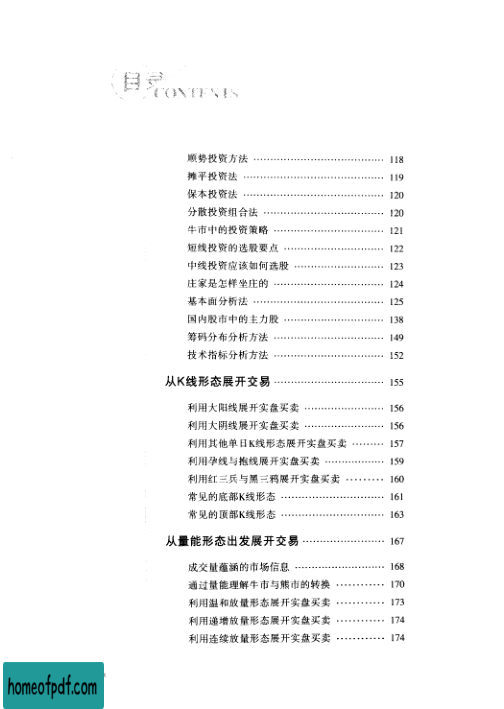 目录
CONTENTS
顺势投资方法 …………………………………… 118
摊平投资法 …………………………………… 119
保本投资法 …………………………………… 120
分散投资组合法 …………………………………… 120
牛市中的投资策略 …………………………………… 121
短线投资的选股要点 …………………………………… 122
中线投资应该如何选股 …………………………………… 123
庄家是怎样坐庄的 …………………………………… 124
基本面分析法 …………………………………… 125
国内股市中的主力股 …………………………………… 138
筹码分布分析方法 …………………………………… 149
技术指标分析方法 …………………………………… 152
从K线形态展开交易 …………………………………… 155
利用大阳线展开实盘买卖 …………………………………… 156
利用大阴线展开实盘买卖 …………………………………… 156
利用其他单日K线形态展开实盘买卖 ……… 157
利用孕线与抱线展开实盘买卖 ……………… 159
利用红三兵与黑三鸦展开实盘买卖 ……… 160
常见的底部K线形态 …………………………………… 161
常见的顶部K线形态 …………………………………… 163
从量能形态出发展开交易 …………………… 167
成交量蕴涵的市场信息 …………………… 168
通过量能理解牛市与熊市的转换 ………… 170
利用温和放量形态展开实盘买卖 ………… 173
利用递增放量形态展开实盘买卖 ………… 174
利用连续放量形态展开实盘买卖 ………… 174
homeofpdf.com